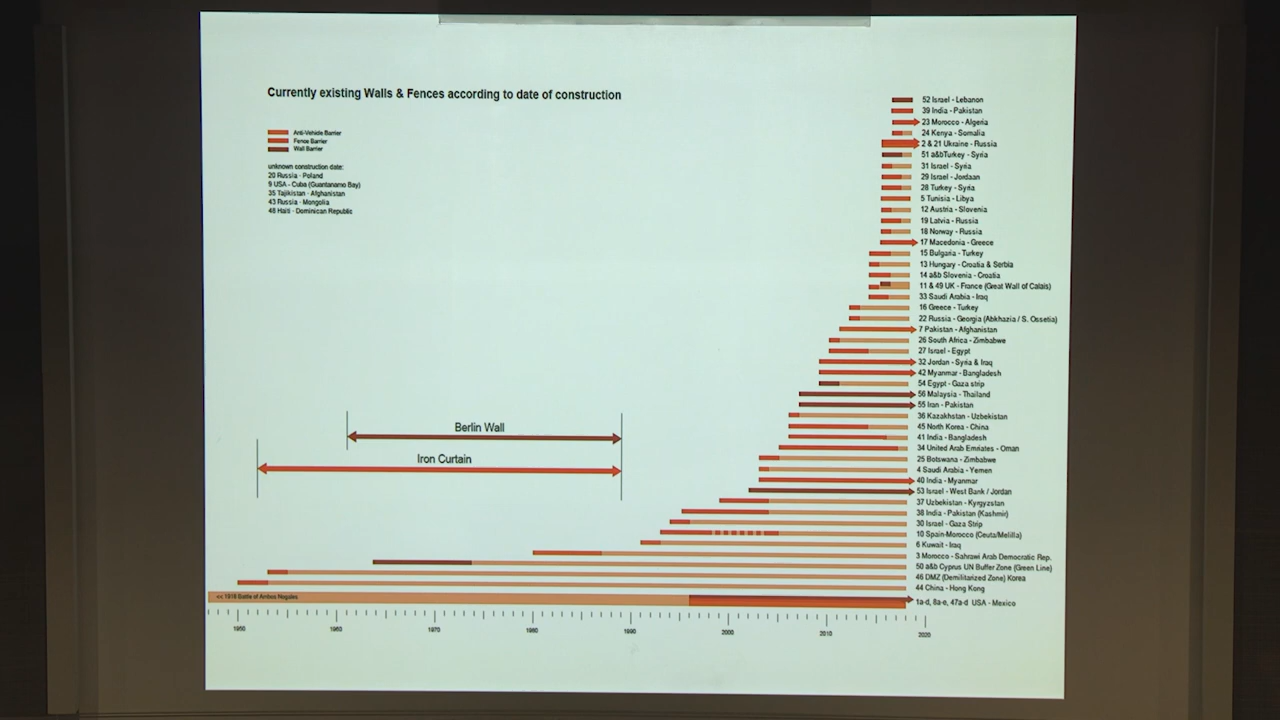 Currently existing Walls & Fences according to date of construction
Anti-Vehicle Barrier
Fence Barrier
Wall Barrier
unknown construction date:
20 Russia - Poland
9 USA - Cuba (Guantanamo Bay)
35 Tajikistan - Afghanistan
43 Russia - Mongolia
48 Haiti - Dominican Republic
52 Israel - Lebanon
39 India - Pakistan
23 Morocco - Algeria
24 Kenya - Somalia
2 & 21 Ukraine - Russia
51 a&bTurkey - Syria
31 Israel - Syria
29 Israel - Jordaan
28 Turkey - Syria
5 Tunisia - Libya
12 Austria - Slovenia
19 Latvia - Russia
18 Norway - Russia
17 Macedonia - Greece
15 Bulgaria - Turkey
13 Hungary - Croatia & Serbia
14 a&b Slovenia - Croatia
11 & 49 UK - France (Great Wall of Calais)
33 Saudi Arabia - Iraq
16 Greece - Turkey
22 Russia - Georgia (Abkhazia / S. Ossetia)
7 Pakistan - Afghanistan
26 South Africa - Zimbabwe
27 Israel - Egypt
32 Jordan - Syria & Iraq
42 Myanmar - Bangladesh
54 Egypt - Gaza strip
56 Malaysia - Thailand
55 Iran - Pakistan
36 Kazakhstan - Uzbekistan
45 North Korea - China
41 India - Bangladesh
34 United Arab Emriates - Oman
25 Botswana - Zimbabwe
4 Saudi Arabia - Yemen
40 India - Myanmar
53 Israel - West Bank / Jordan
37 Uzbekistan - Kyrgyzstan
38 India - Pakistan (Kashmir)
30 Israel - Gaza Strip
10 Spain-Morocco (Ceuta/Melilla)
6 Kuwait - Iraq
3 Morocco - Sahrawi Arab Democratic Rep.
50 a&b Cyprus UN Buffer Zone (Green Line)
46 DMZ (Demilitarized Zone) Korea
44 China - Hong Kong
1a-d, 8a-e, 47a-d USA - Mexico
Berlin Wall
Iron Curtain
<< 1918 Battle of Ambos Nogales
1950 1960 1970 1980 1990 2000 2010 2020